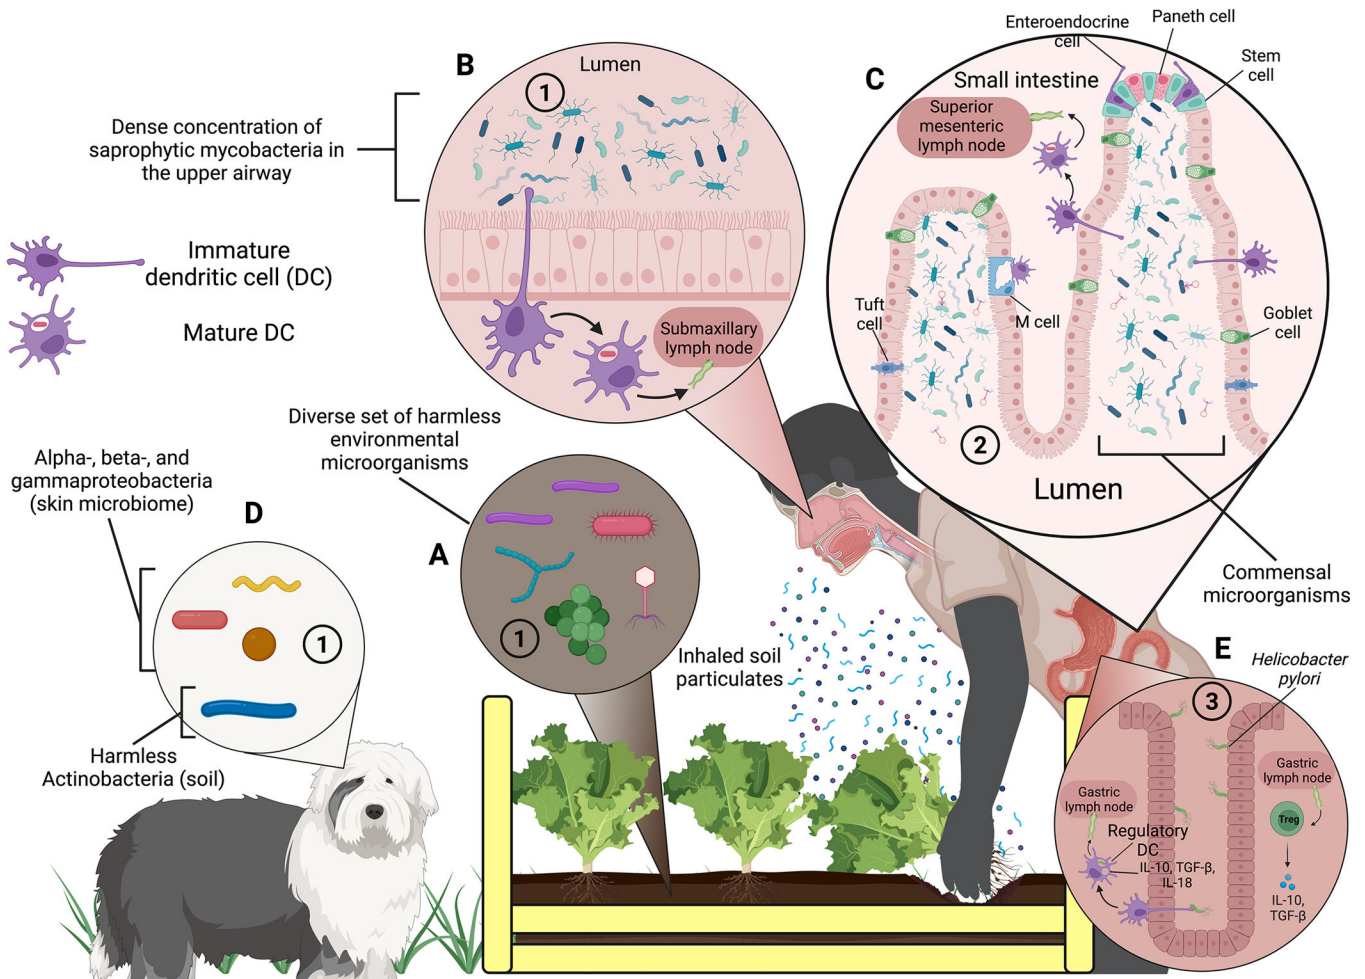 B
Lumen
1
Dense concentration of
saprophytic mycobacteria in
the upper airway
Immature
dendritic cell (DC)
Mature DC
Submaxillary
lymph node
C
Enteroendocrine
cell
Paneth cell
Stem
cell
Small intestine
Superior
mesenteric
lymph node
Tuft
cell
M cell
Goblet
cell
2
Lumen
Commensal
microorganisms
Diverse set of harmless
environmental
microorganisms
A
1
Alpha-, beta-, and
gammaproteobacteria
(skin microbiome)
D
1
Harmless
Actinobacteria (soil)
Inhaled soil
particulates
E
Helicobacter
pylori
3
Gastric
lymph node
Gastric
lymph node
Regulatory
DC
IL-10, TGF-β,
IL-18
Treg
IL-10,
TGF-β